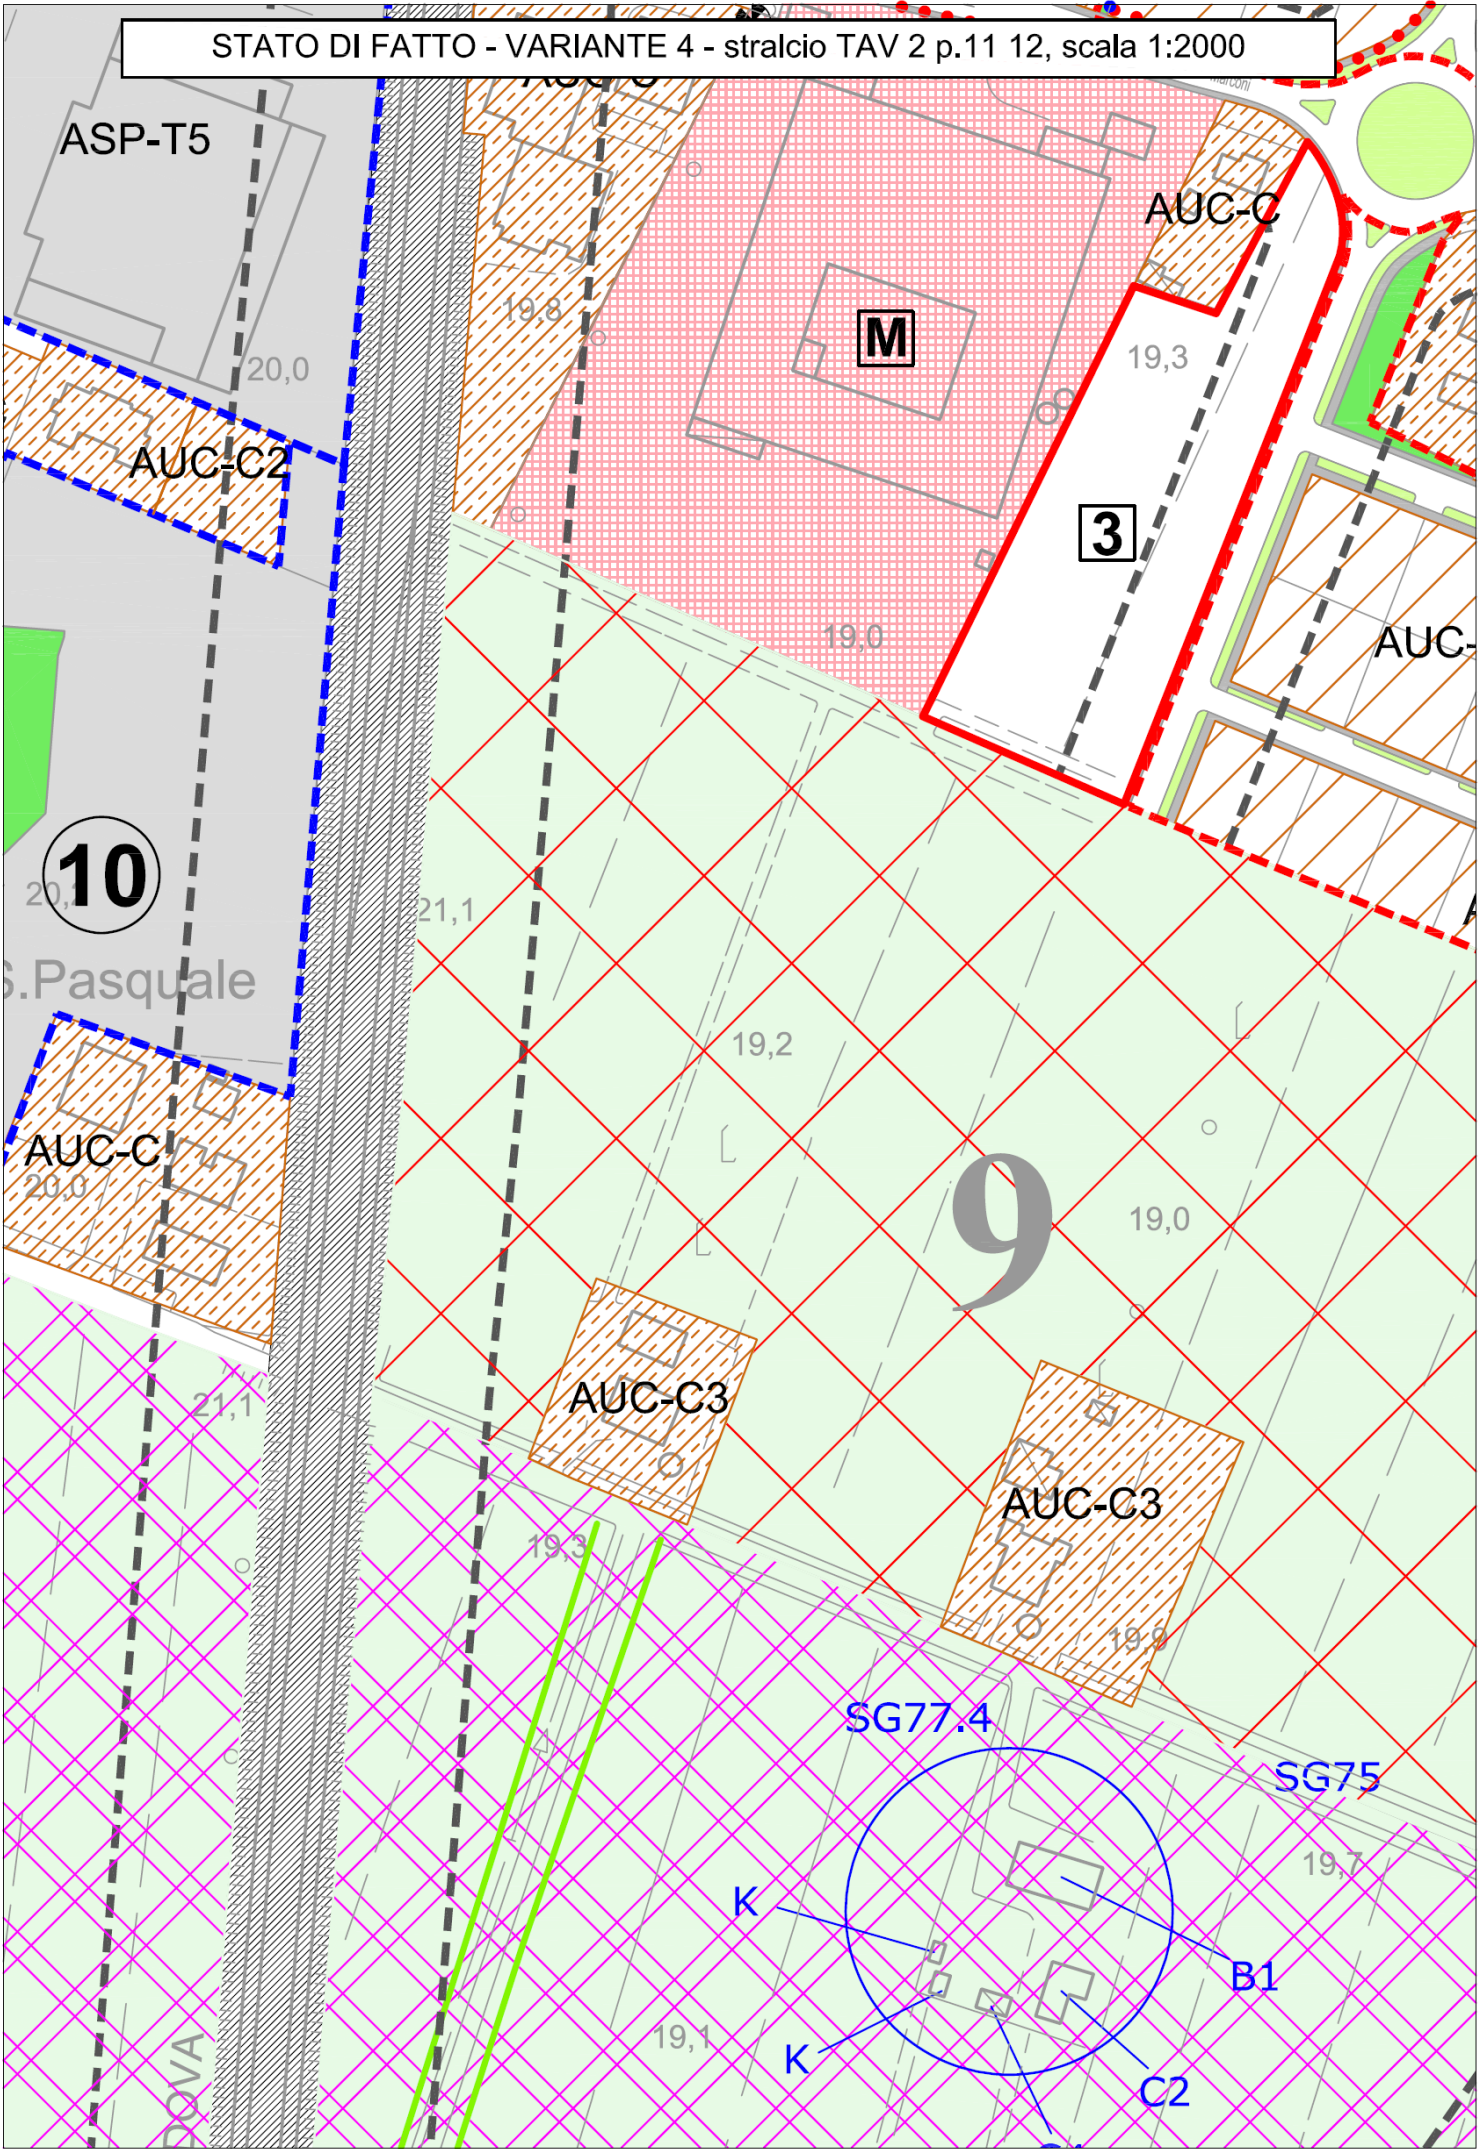 STATO DI FATTO - VARIANTE 4 - stralcio TAV 2 p.11 12, scala 1:2000
ASP-T5
AUC-C
19,8
M
19,3
20,0
AUC-C2
3
19,0
AUC-
10
21,1
S.Pasquale
19,2
9
19,0
AUC-C
20,0
21,1
AUC-C3
AUC-C3
19,3
19,9
SG77.4
SG75
19,7
K
B1
19,1
K
C2
DOVA